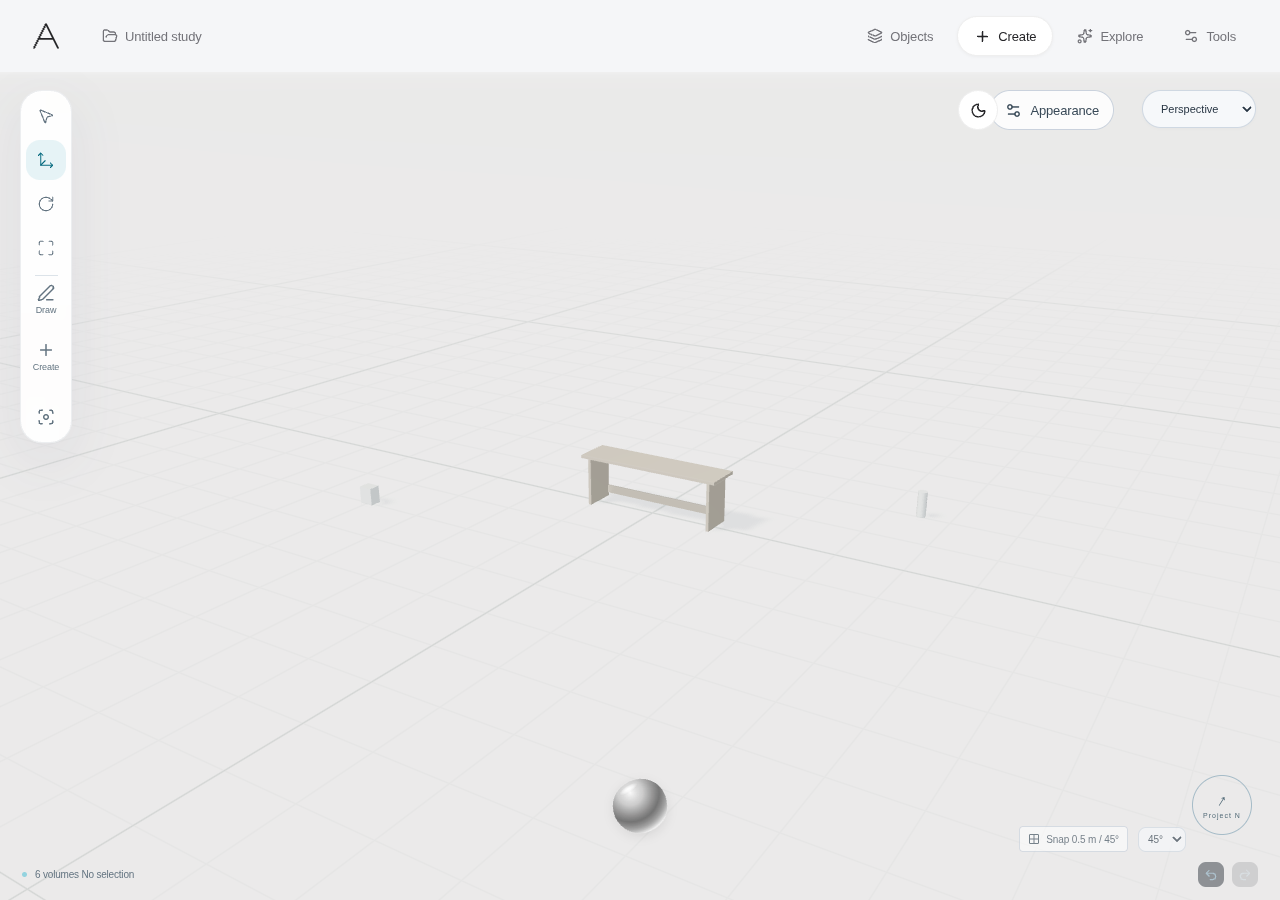 Untitled study
Objects
Create
Explore
Tools
Appearance
Perspective
Draw
Create
Project N
Snap 0.5 m / 45°
45°
6 volumes No selection